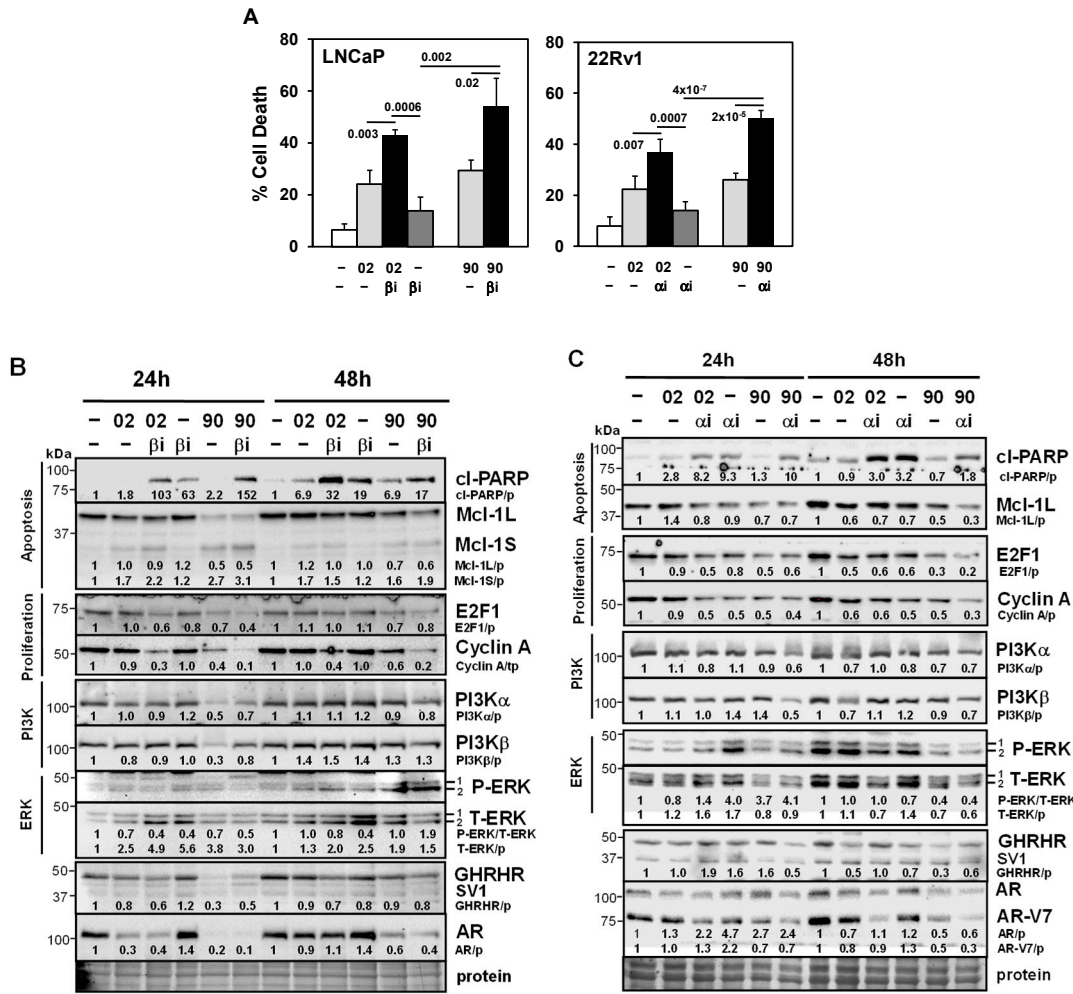 A
LNCaP
80
60
40
20
0
% Cell Death
0.003
0.0006
0.002
0.02
– 02 02 – 90 90
– – βi βi – βi
22Rv1
80
60
40
20
0
0.007
0.0007
4x10⁻⁷
2x10⁻⁵
– 02 02 – 90 90
– – αi αi – αi
B
24h 48h
– 02 02 – 90 90 – 02 02 – 90 90
– – βi βi – βi – – βi βi – βi
kDa
Apoptosis
100
75
cl-PARP
1 1.8 103 63 2.2 152 1 6.9 32 19 6.9 17 cl-PARP/p
37
Mcl-1L
Mcl-1S
1 1.0 0.9 1.2 0.5 0.5 1 1.2 1.0 1.0 0.7 0.6 Mcl-1L/p
1 1.7 2.2 1.2 2.7 3.1 1 1.7 1.5 1.2 1.6 1.9 Mcl-1S/p
Proliferation
75
E2F1
1 1.0 0.6 0.8 0.7 0.4 1 1.1 1.0 1.1 0.7 0.8 E2F1/p
50
Cyclin A
1 0.9 0.3 1.0 0.4 0.1 1 1.0 0.4 1.0 0.6 0.2 Cyclin A/tp
PI3K
100
PI3Kα
1 1.0 0.9 1.2 0.5 0.7 1 1.1 1.1 1.2 0.9 0.8 PI3Kα/p
100
PI3Kβ
1 0.8 0.9 1.0 0.3 0.8 1 1.4 1.5 1.4 1.3 1.3 PI3Kβ/p
ERK
50
1
2 P-ERK
50
1
2 T-ERK
1 0.7 0.4 0.4 0.7 0.5 1 1.0 0.8 0.4 1.0 1.9 P-ERK/T-ERK
1 2.5 4.9 5.6 3.8 3.0 1 1.3 2.0 2.5 1.9 1.5 T-ERK/p
50
37
GHRHR
SV1
1 0.8 0.6 1.2 0.3 0.5 1 0.9 0.7 0.8 0.9 0.8 GHRHR/p
100
AR
1 0.3 0.4 1.4 0.2 0.1 1 0.9 1.1 1.4 0.6 0.4 AR/p
protein
C
24h 48h
– 02 02 – 90 90 – 02 02 – 90 90
– – αi αi – αi – – αi αi – αi
kDa
Apoptosis
100
75
cl-PARP
1 2.8 8.2 9.3 1.3 10 1 0.9 3.0 3.2 0.7 1.8 cl-PARP/p
50
Mcl-1L
1 1.4 0.8 0.9 0.7 0.7 1 0.6 0.7 0.7 0.5 0.3 Mcl-1L/p
Proliferation
75
E2F1
1 0.9 0.5 0.8 0.5 0.6 1 0.5 0.6 0.6 0.3 0.2 E2F1/p
50
Cyclin A
1 0.9 0.5 0.5 0.5 0.4 1 0.6 0.6 0.5 0.5 0.3 Cyclin A/p
PI3K
100
PI3Kα
1 1.1 0.8 1.1 0.9 0.6 1 0.7 1.0 0.8 0.7 0.7 PI3Kα/p
100
PI3Kβ
1 1.1 1.0 1.4 1.4 0.5 1 0.7 1.1 1.2 0.9 0.7 PI3Kβ/p
ERK
50
1
2 P-ERK
50
1
2 T-ERK
1 0.8 1.4 4.0 3.7 4.1 1 1.0 1.0 0.7 0.4 0.4 P-ERK/T-ERK
1 1.2 1.6 1.7 0.8 0.9 1 1.1 0.7 1.4 0.7 0.6 T-ERK/p
50
37
GHRHR
SV1
1 1.0 1.9 1.6 1.6 0.5 1 0.5 1.0 0.7 0.3 0.6 GHRHR/p
100
AR
75
AR-V7
1 1.3 2.2 4.7 2.7 2.4 1 0.7 1.1 1.2 0.5 0.6 AR/p
1 1.0 1.3 2.2 0.7 0.7 1 0.8 0.9 1.3 0.5 0.3 AR-V7/p
protein